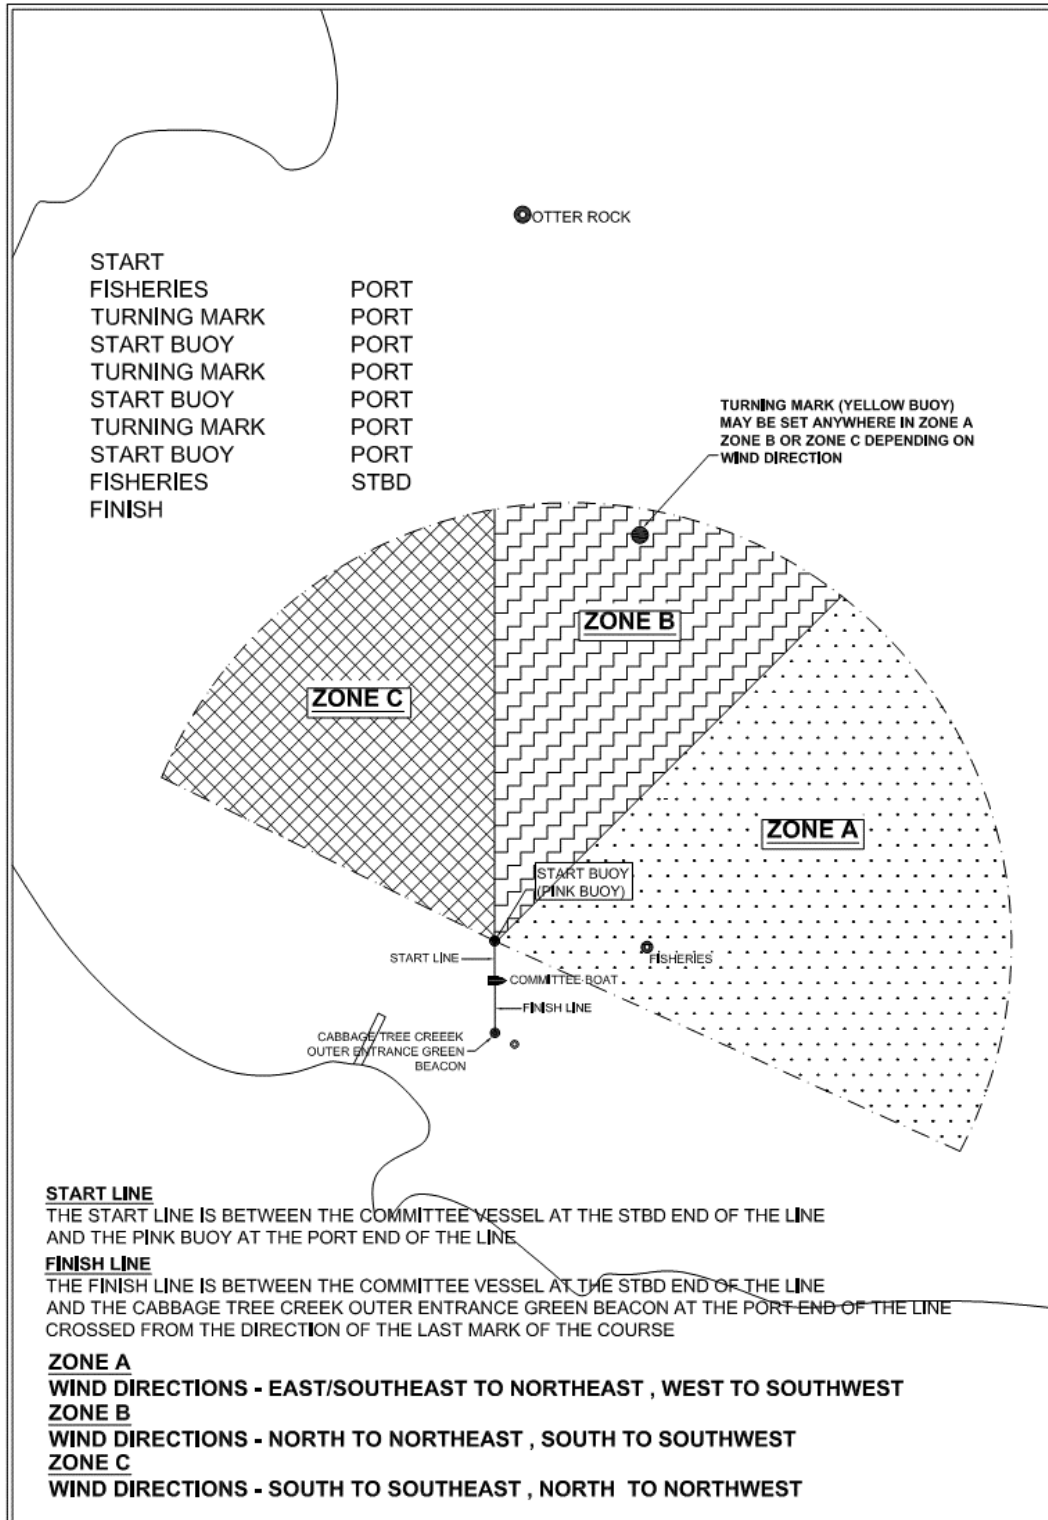 OTTER ROCK
START
FISHERIES PORT
TURNING MARK PORT
START BUOY PORT
TURNING MARK PORT
START BUOY PORT
TURNING MARK PORT
START BUOY PORT
FISHERIES STBD
FINISH
TURNING MARK (YELLOW BUOY)
MAY BE SET ANYWHERE IN ZONE A
ZONE B OR ZONE C DEPENDING ON
WIND DIRECTION
ZONE B
ZONE C
ZONE A
START BUOY
(PINK BUOY)
START LINE
FISHERIES
COMMITTEE BOAT
FINISH LINE
CABBAGE TREE CREEEK
OUTER ENTRANCE GREEN
BEACON
START LINE
THE START LINE IS BETWEEN THE COMMITTEE VESSEL AT THE STBD END OF THE LINE
AND THE PINK BUOY AT THE PORT END OF THE LINE
FINISH LINE
THE FINISH LINE IS BETWEEN THE COMMITTEE VESSEL AT THE STBD END OF THE LINE
AND THE CABBAGE TREE CREEK OUTER ENTRANCE GREEN BEACON AT THE PORT END OF THE LINE
CROSSED FROM THE DIRECTION OF THE LAST MARK OF THE COURSE
ZONE A
WIND DIRECTIONS - EAST/SOUTHEAST TO NORTHEAST , WEST TO SOUTHWEST
ZONE B
WIND DIRECTIONS - NORTH TO NORTHEAST , SOUTH TO SOUTHWEST
ZONE C
WIND DIRECTIONS - SOUTH TO SOUTHEAST , NORTH TO NORTHWEST